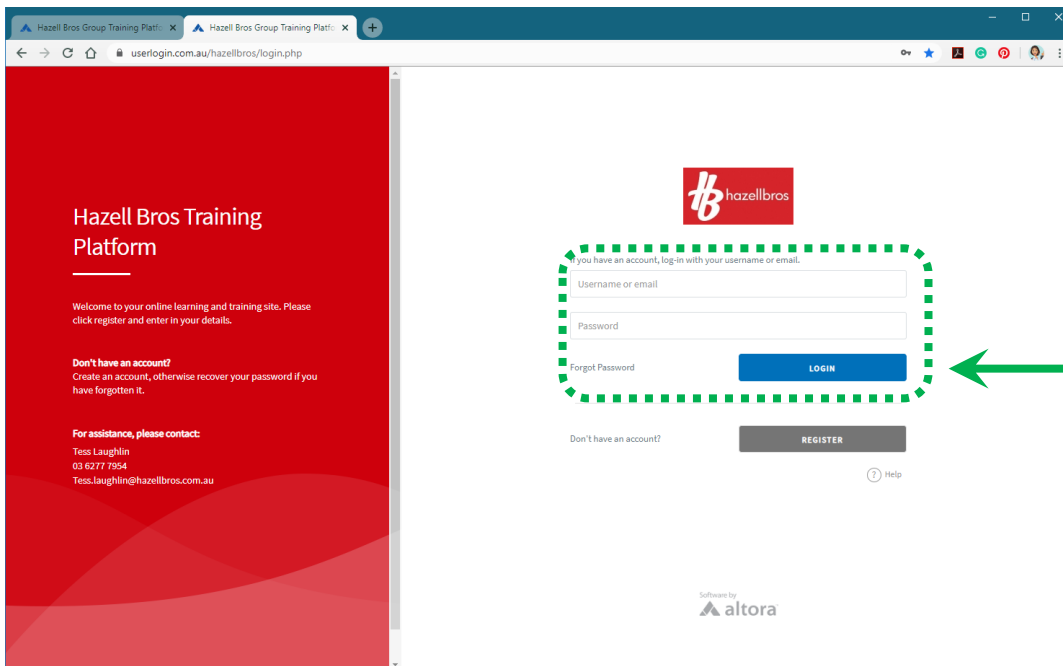 Hazell Bros Group Training Platfo
Hazell Bros Group Training Platfo
userlogin.com.au/hazellbros/login.php
Hazell Bros Training
Platform
Welcome to your online learning and training site. Please
click register and enter in your details.
Don't have an account?
Create an account, otherwise recover your password if you
have forgotten it.
For assistance, please contact:
Tess Laughlin
03 6277 7954
Tess.laughlin@hazellbros.com.au
HB hazellbros
If you have an account, log-in with your username or email.
Username or email
Password
Forgot Password
LOGIN
Don't have an account?
REGISTER
? Help
Software by
altora